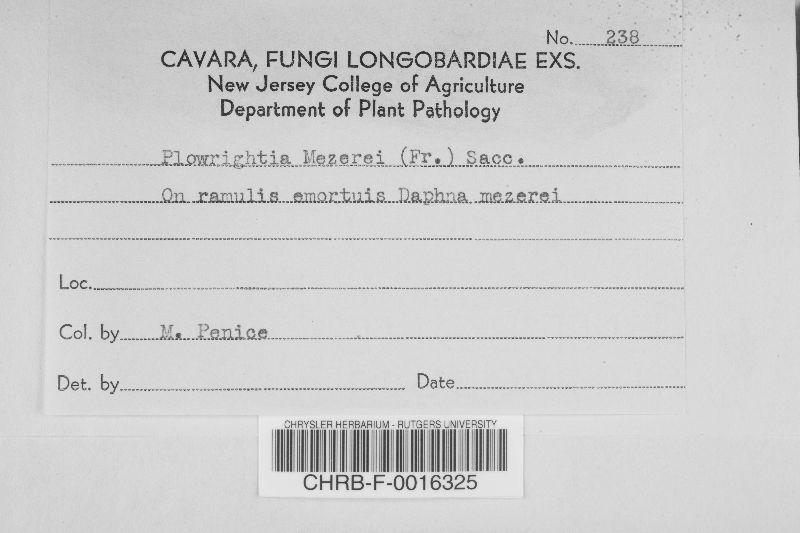 No. 238
CAVARA, FUNGI LONGOBARDIAE EXS.
New Jersey College of Agriculture
Department of Plant Pathology
Plowrightia Mezerei (Fr.) Sacc.
On ramulis emortuis Daphna mezerei
Loc.
Col. by M. Penice
Det. by Date
CHRYSLER HERBARIUM - RUTGERS UNIVERSITY
CHRB-F-0016325